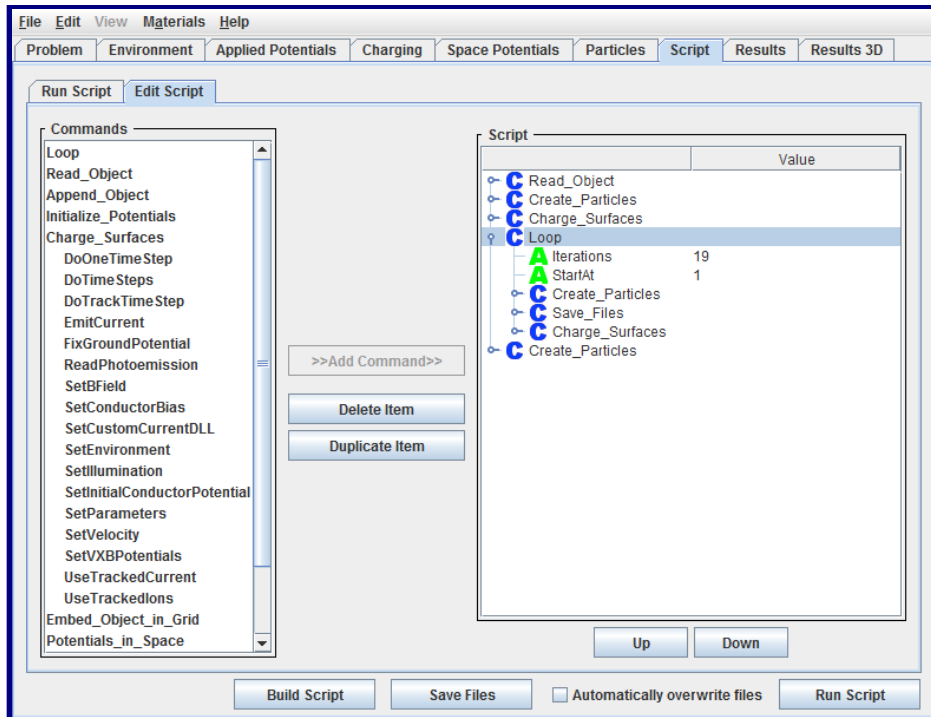 File Edit View Materials Help
Problem Environment Applied Potentials Charging Space Potentials Particles Script Results Results 3D
Run Script Edit Script
Commands
Loop
Read_Object
Append_Object
Initialize_Potentials
Charge_Surfaces
DoOneTimeStep
DoTimeSteps
DoTrackTimeStep
EmitCurrent
FixGroundPotential
ReadPhotoemission
SetBField
SetConductorBias
SetCustomCurrentDLL
SetEnvironment
SetIllumination
SetInitialConductorPotential
SetParameters
SetVelocity
SetVXBPotentials
UseTrackedCurrent
UseTrackedIons
Embed_Object_in_Grid
Potentials_in_Space
>>Add Command>>
Delete Item
Duplicate Item
Script
Value
C Read_Object
C Create_Particles
C Charge_Surfaces
C Loop
A Iterations 19
A StartAt 1
C Create_Particles
C Save_Files
C Charge_Surfaces
C Create_Particles
Up Down
Build Script Save Files Automatically overwrite files Run Script